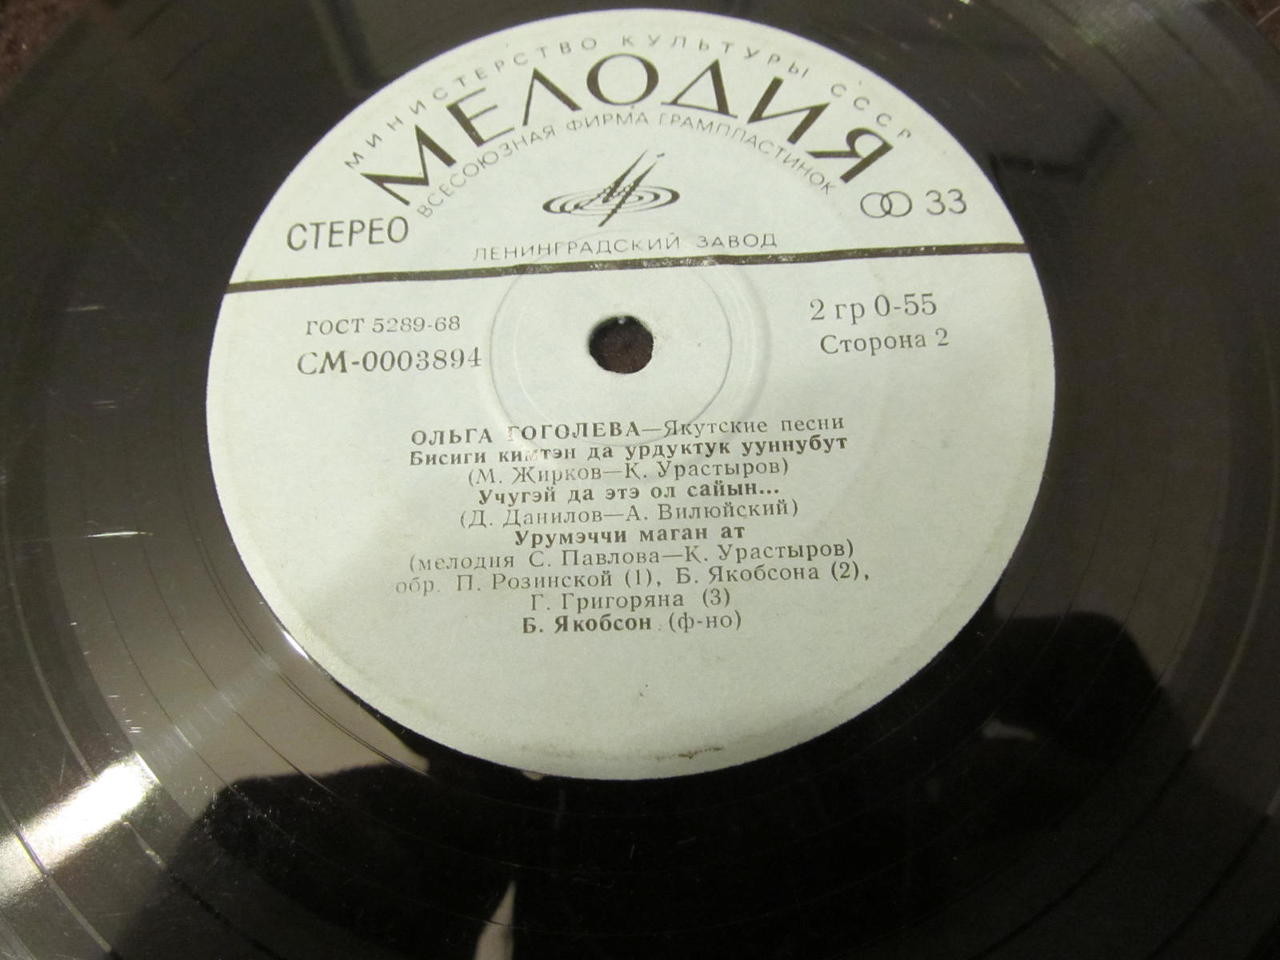 МИНИСТЕРСТВО КУЛЬТУРЫ СССР
МЕЛОДИЯ
ВСЕСОЮЗНАЯ ФИРМА ГРАМПЛАСТИНОК
СТЕРЕО
33
ЛЕНИНГРАДСКИЙ ЗАВОД
ГОСТ 5289-68
СМ-0003894
2 гр 0-55
Сторона 2
ОЛЬГА ГОГОЛЕВА—Якутские песни
Бисиги кимтэн да урдуктук ууннубут
(М. Жирков—К. Урастыров)
Учугэй да этэ ол сайын...
(Д. Данилов—А. Вилюйский)
Урумэччи маган ат
(мелодия С. Павлова—К. Урастыров)
обр. П. Розинской (1), Б. Якобсона (2),
Г. Григоряна (3)
Б. Якобсон (ф-но)